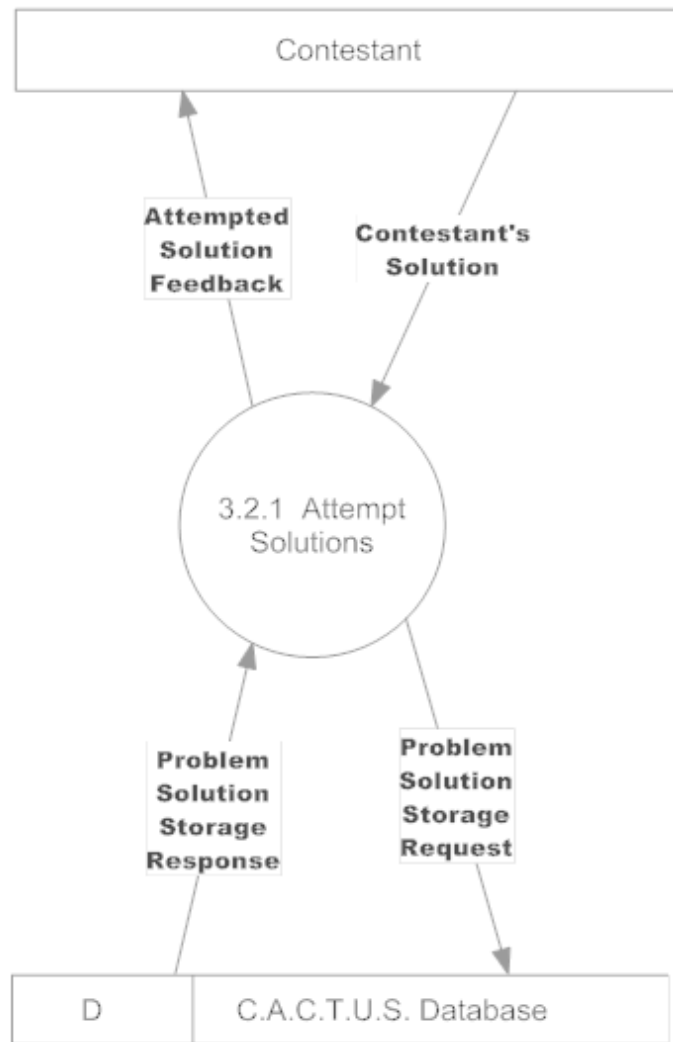 Contestant
Attempted
Solution
Feedback
Contestant's
Solution
3.2.1 Attempt
Solutions
Problem
Solution
Storage
Response
Problem
Solution
Storage
Request
D
C.A.C.T.U.S. Database